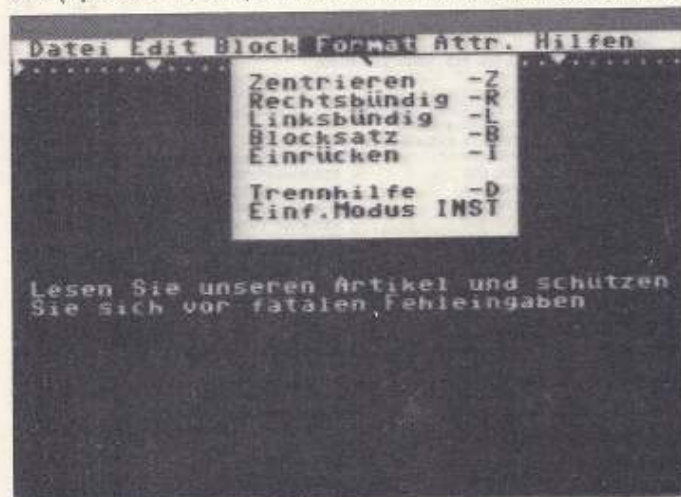 Datei Edit Block Format Attr. Hilfen
Zentrieren -Z
Rechtsbündig -R
Linksbündig -L
Blocksatz -B
Einrücken -I
Trennhilfe -D
Einf.Modus INST
Lesen Sie unseren Artikel und schützen
Sie sich vor fatalen Fehleingaben